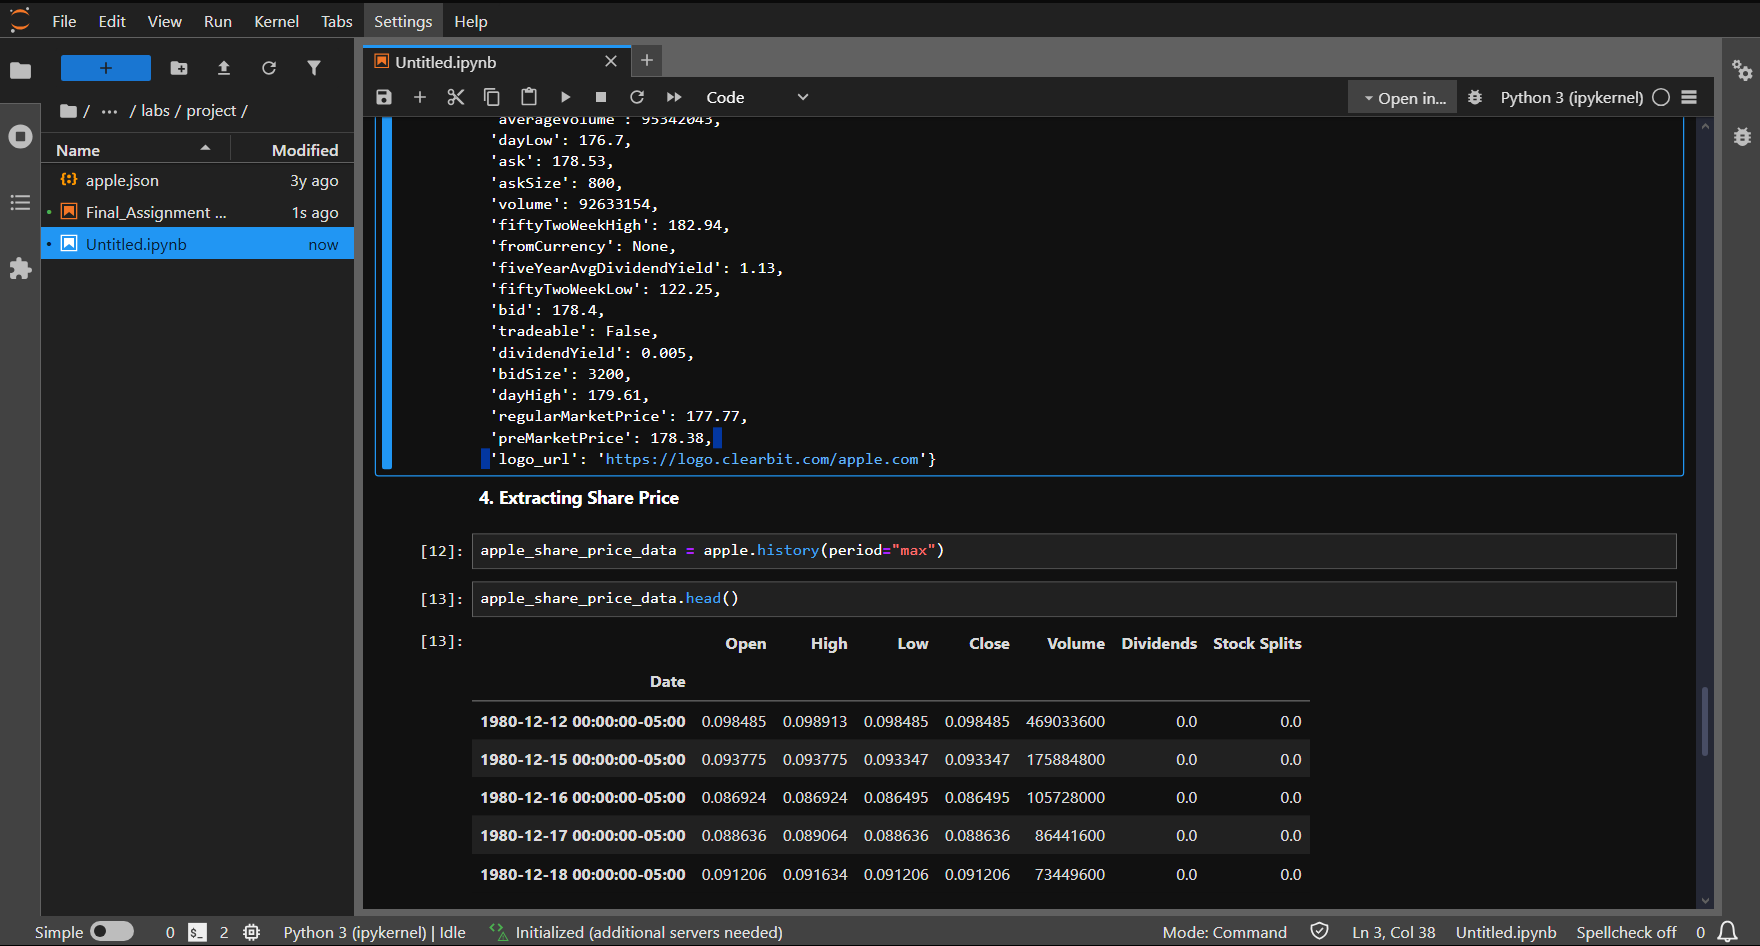 File Edit View Run Kernel Tabs Settings Help
Untitled.ipynb
Code
Open in...
Python 3 (ipykernel)
/ ... / labs / project /
Name Modified
apple.json 3y ago
Final_Assignment ... 1s ago
Untitled.ipynb now
'averageVolume': 95342043,
'dayLow': 176.7,
'ask': 178.53,
'askSize': 800,
'volume': 92633154,
'fiftyTwoWeekHigh': 182.94,
'fromCurrency': None,
'fiveYearAvgDividendYield': 1.13,
'fiftyTwoWeekLow': 122.25,
'bid': 178.4,
'tradeable': False,
'dividendYield': 0.005,
'bidSize': 3200,
'dayHigh': 179.61,
'regularMarketPrice': 177.77,
'preMarketPrice': 178.38,
'logo_url': 'https://logo.clearbit.com/apple.com'}
4. Extracting Share Price
[12]: apple_share_price_data = apple.history(period="max")
[13]: apple_share_price_data.head()
[13]: Open High Low Close Volume Dividends Stock Splits
Date
1980-12-12 00:00:00-05:00 0.098485 0.098913 0.098485 0.098485 469033600 0.0 0.0
1980-12-15 00:00:00-05:00 0.093775 0.093775 0.093347 0.093347 175884800 0.0 0.0
1980-12-16 00:00:00-05:00 0.086924 0.086924 0.086495 0.086495 105728000 0.0 0.0
1980-12-17 00:00:00-05:00 0.088636 0.089064 0.088636 0.088636 86441600 0.0 0.0
1980-12-18 00:00:00-05:00 0.091206 0.091634 0.091206 0.091206 73449600 0.0 0.0
Simple 0 $_ 2 Python 3 (ipykernel) | Idle Initialized (additional servers needed) Mode: Command Ln 3, Col 38 Untitled.ipynb Spellcheck off 0